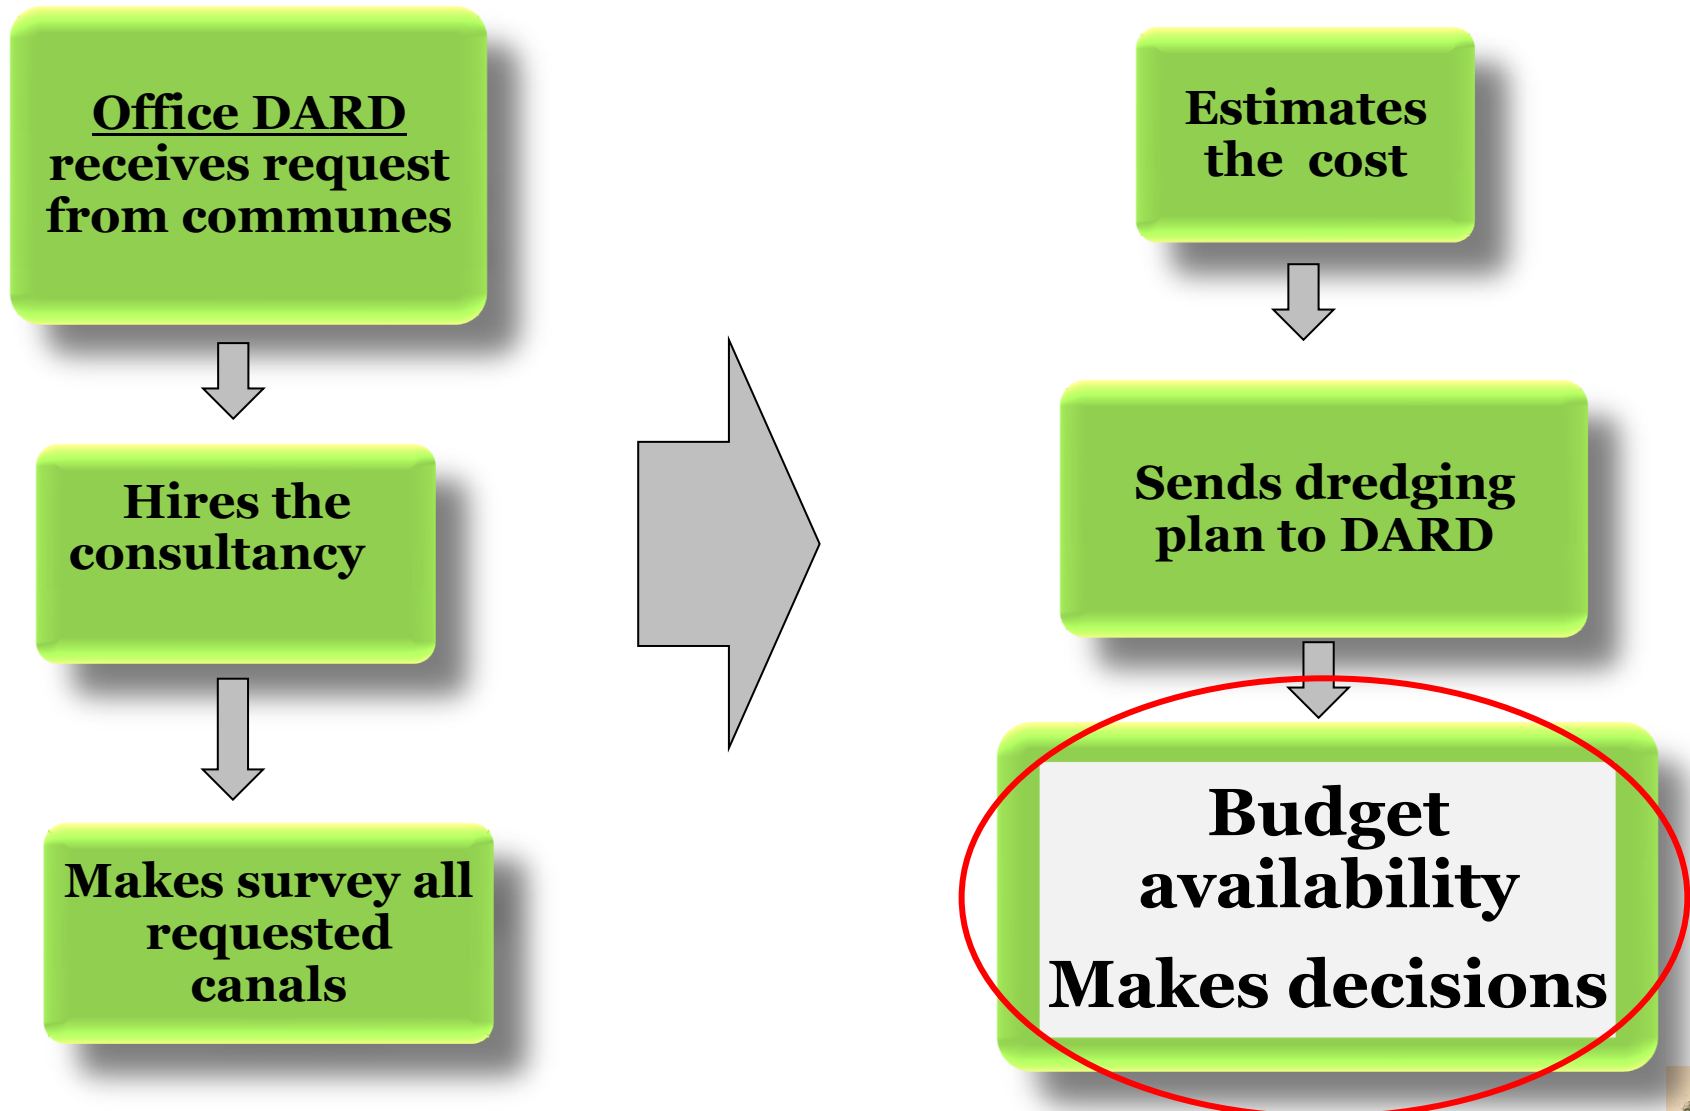 Office DARD
receives request
from communes
Hires the
consultancy
Makes survey all
requested
canals
Estimates
the cost
Sends dredging
plan to DARD
Budget
availability
Makes decisions